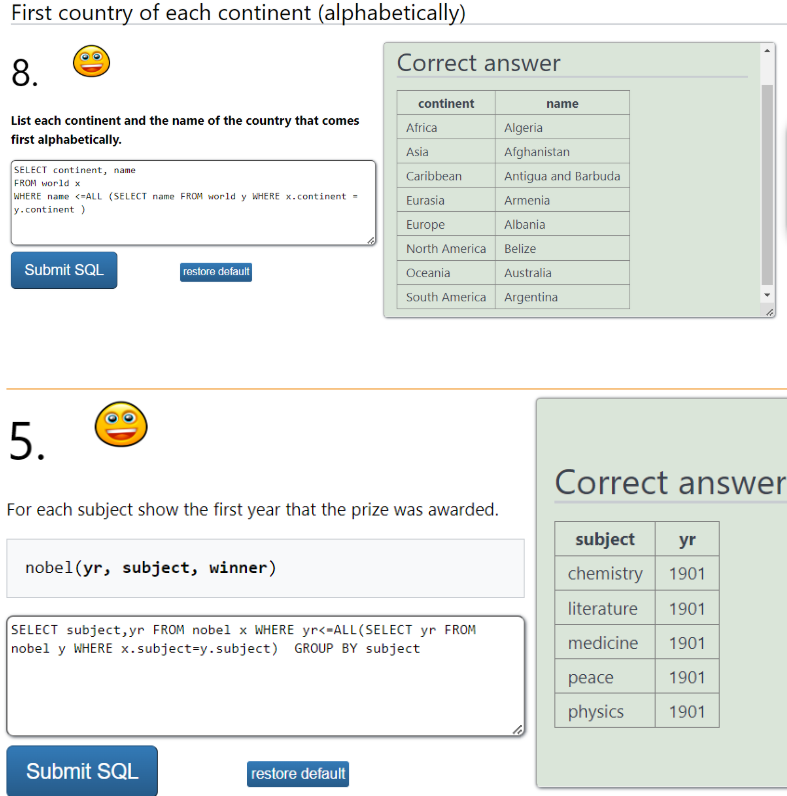 First country of each continent (alphabetically)
8.
List each continent and the name of the country that comes
first alphabetically.
SELECT continent, name
FROM world x
WHERE name <=ALL (SELECT name FROM world y WHERE x.continent =
y.continent )
Submit SQL
restore default
Correct answer
continent name
Africa Algeria
Asia Afghanistan
Caribbean Antigua and Barbuda
Eurasia Armenia
Europe Albania
North America Belize
Oceania Australia
South America Argentina
5.
For each subject show the first year that the prize was awarded.
nobel(yr, subject, winner)
SELECT subject,yr FROM nobel x WHERE yr<=ALL(SELECT yr FROM
nobel y WHERE x.subject=y.subject)  GROUP BY subject
Submit SQL
restore default
Correct answer
subject yr
chemistry 1901
literature 1901
medicine 1901
peace 1901
physics 1901